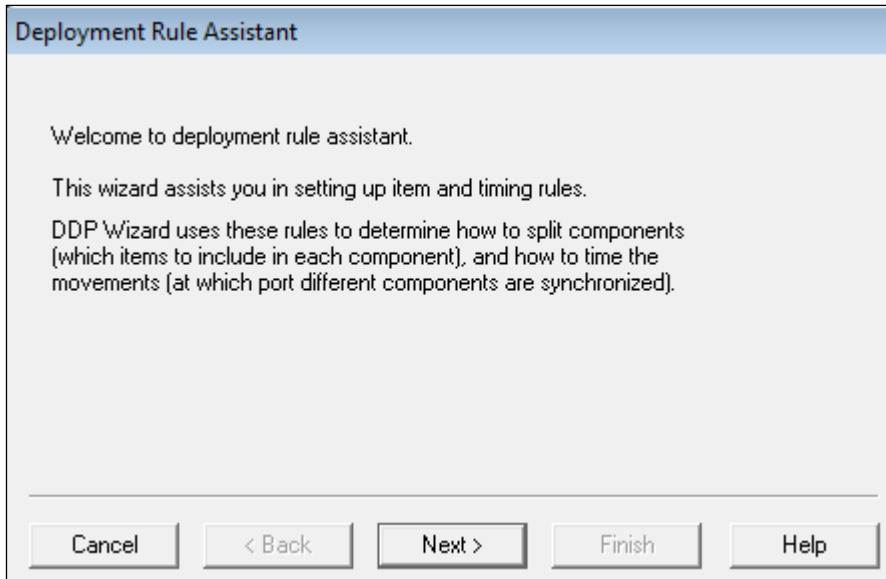 Deployment Rule Assistant
Welcome to deployment rule assistant.
This wizard assists you in setting up item and timing rules.
DDP Wizard uses these rules to determine how to split components
(which items to include in each component), and how to time the
movements (at which port different components are synchronized).
Cancel
< Back
Next >
Finish
Help